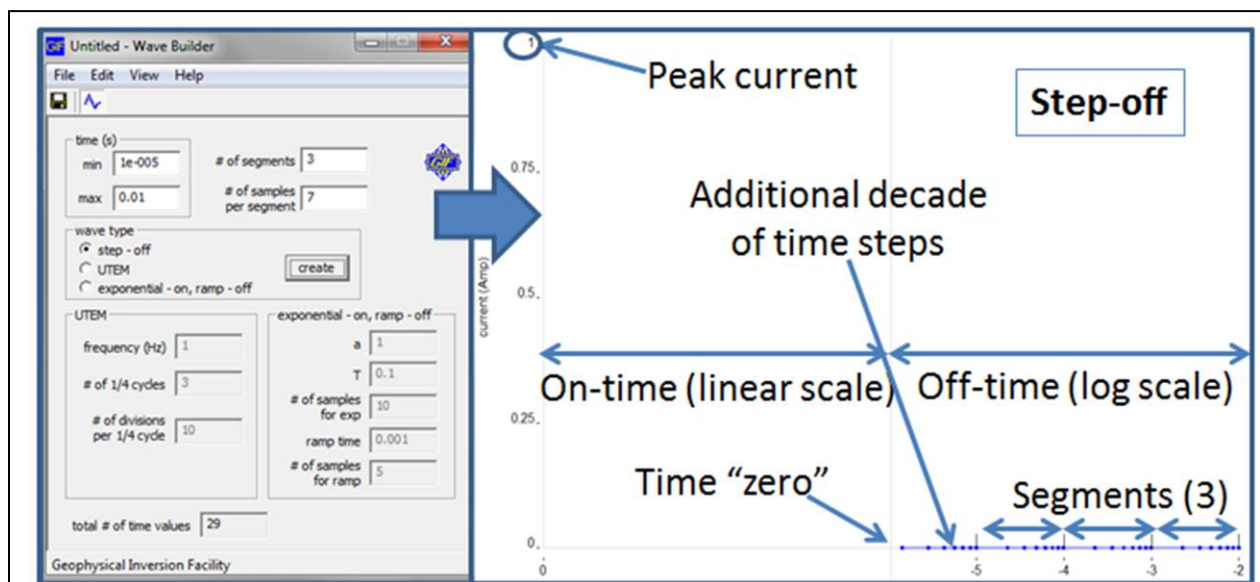 GIF Untitled - Wave Builder
File Edit View Help
time (s)
min 1e-005
max 0.01
# of segments 3
# of samples
per segment 7
GIF
wave type
step - off
UTEM
exponential - on, ramp - off
create
UTEM
frequency (Hz) 1
# of 1/4 cycles 3
# of divisions
per 1/4 cycle 10
exponential - on, ramp - off
a 1
T 0.1
# of samples
for exp 10
ramp time 0.001
# of samples
for ramp 5
total # of time values 29
Geophysical Inversion Facility
1
Peak current
Step-off
0.75
Additional decade
of time steps
current (Amp)
0.5
On-time (linear scale)
Off-time (log scale)
0.25
Time “zero”
Segments (3)
0
0 -5 -4 -3 -2